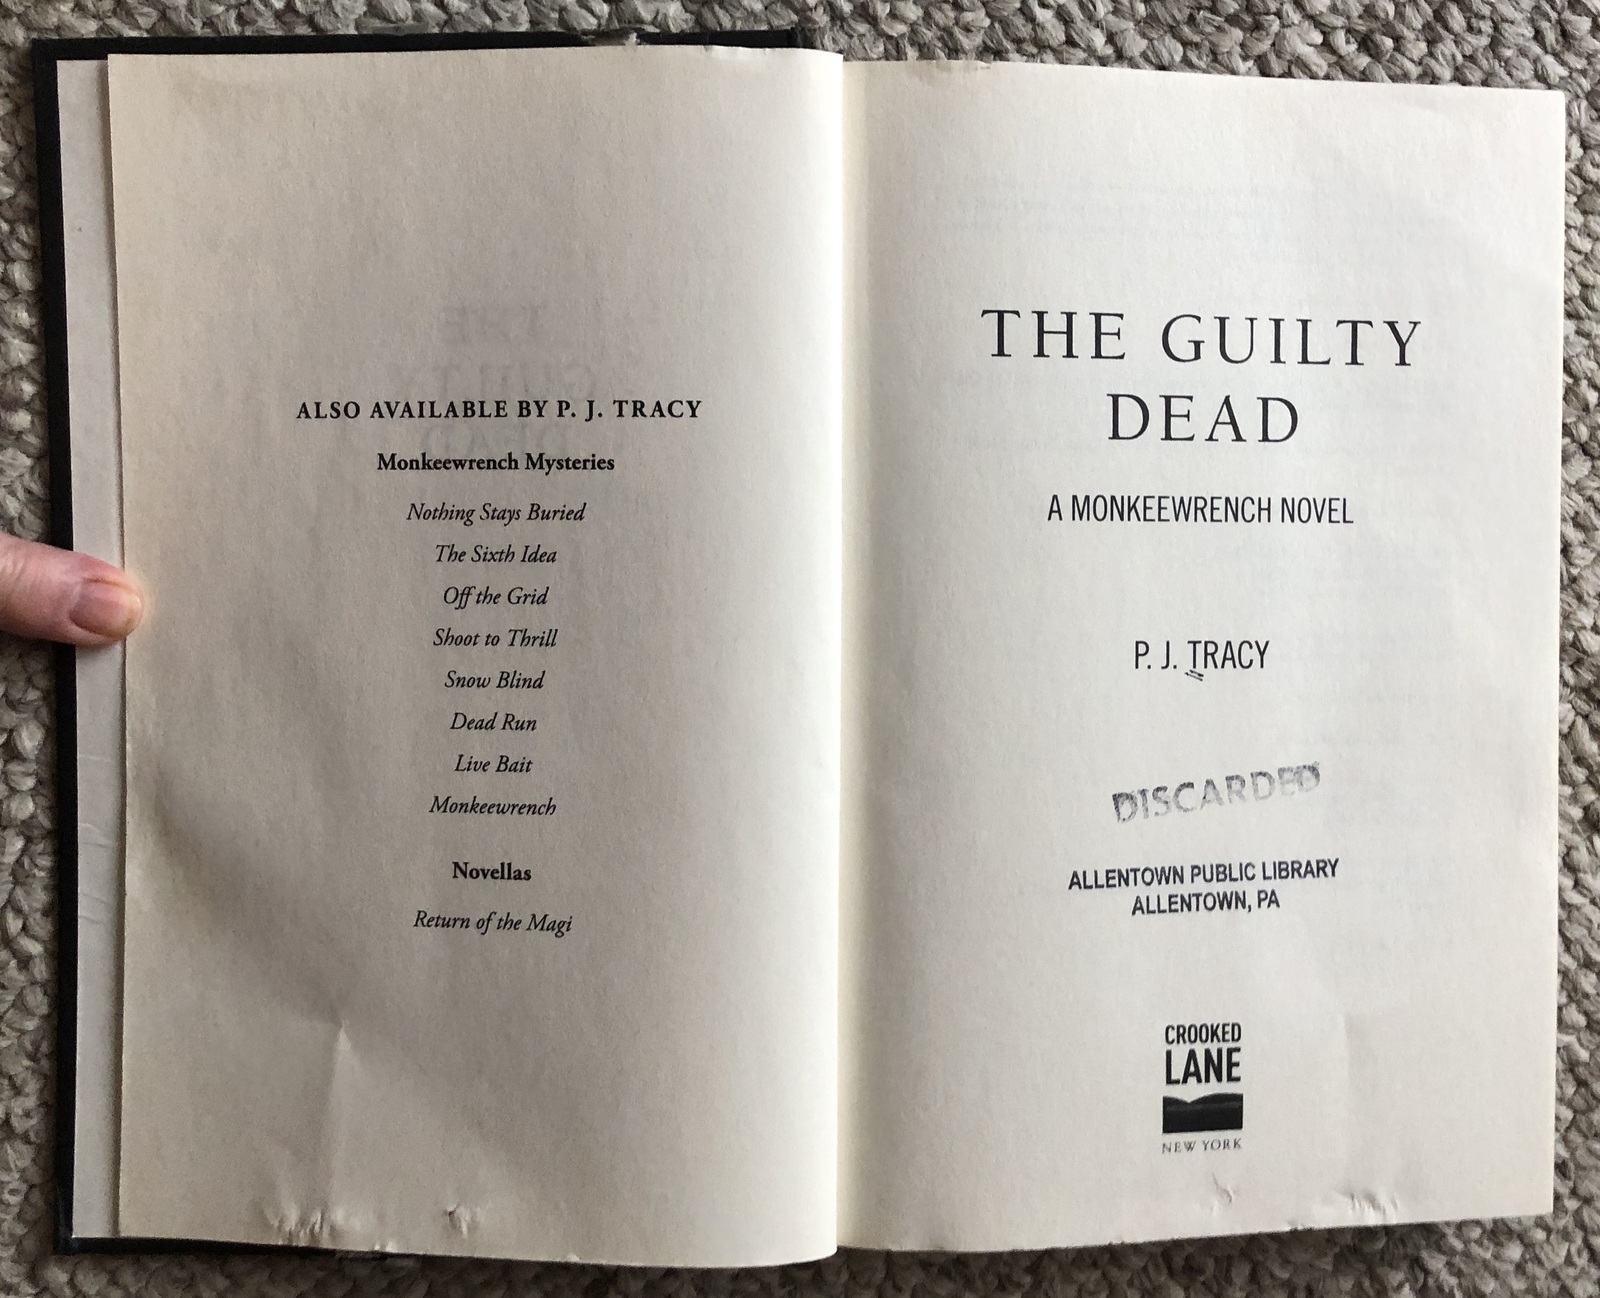 ALSO AVAILABLE BY P. J. TRACY
Monkeewrench Mysteries
Nothing Stays Buried
The Sixth Idea
Off the Grid
Shoot to Thrill
Snow Blind
Dead Run
Live Bait
Monkeewrench
Novellas
Return of the Magi
THE GUILTY
DEAD
A MONKEEWRENCH NOVEL
P. J. TRACY
DISCARDED
ALLENTOWN PUBLIC LIBRARY
ALLENTOWN, PA
CROOKED
LANE
NEW YORK